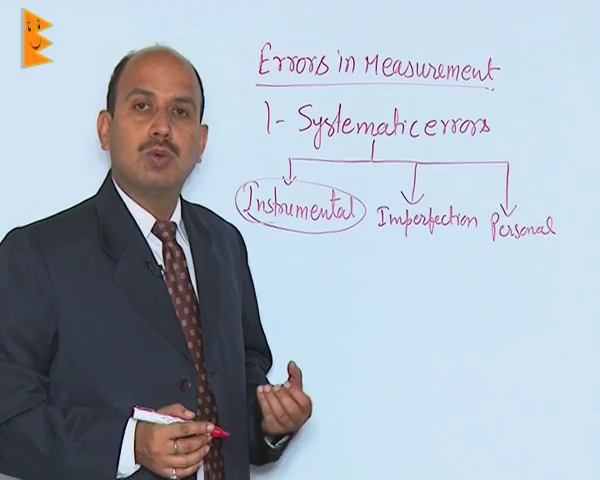 Errors in Measurement
1- Systematic errors
Instrumental Imperfection Personal